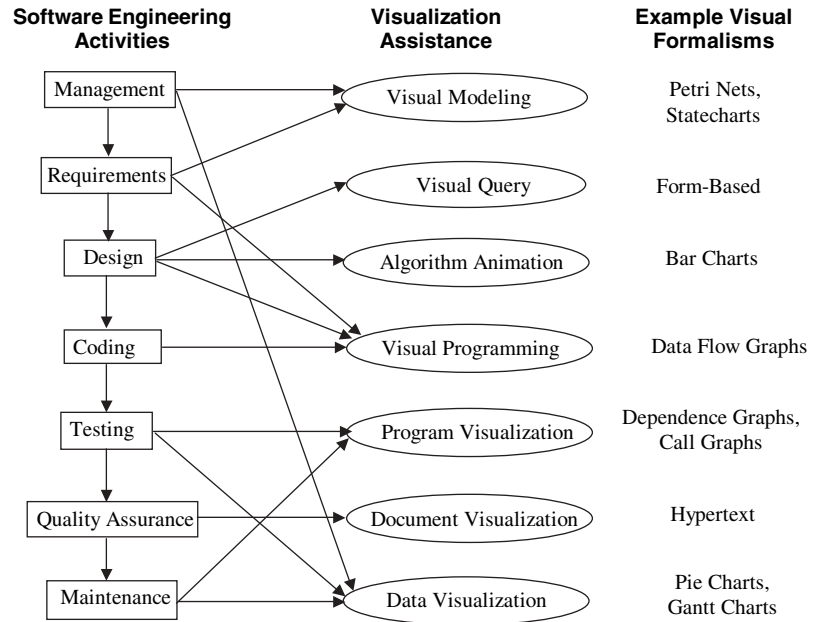 Software Engineering
Activities
Visualization
Assistance
Example Visual
Formalisms
Management
Visual Modeling
Petri Nets,
Statecharts
Requirements
Visual Query
Form-Based
Design
Algorithm Animation
Bar Charts
Coding
Visual Programming
Data Flow Graphs
Testing
Program Visualization
Dependence Graphs,
Call Graphs
Quality Assurance
Document Visualization
Hypertext
Maintenance
Data Visualization
Pie Charts,
Gantt Charts